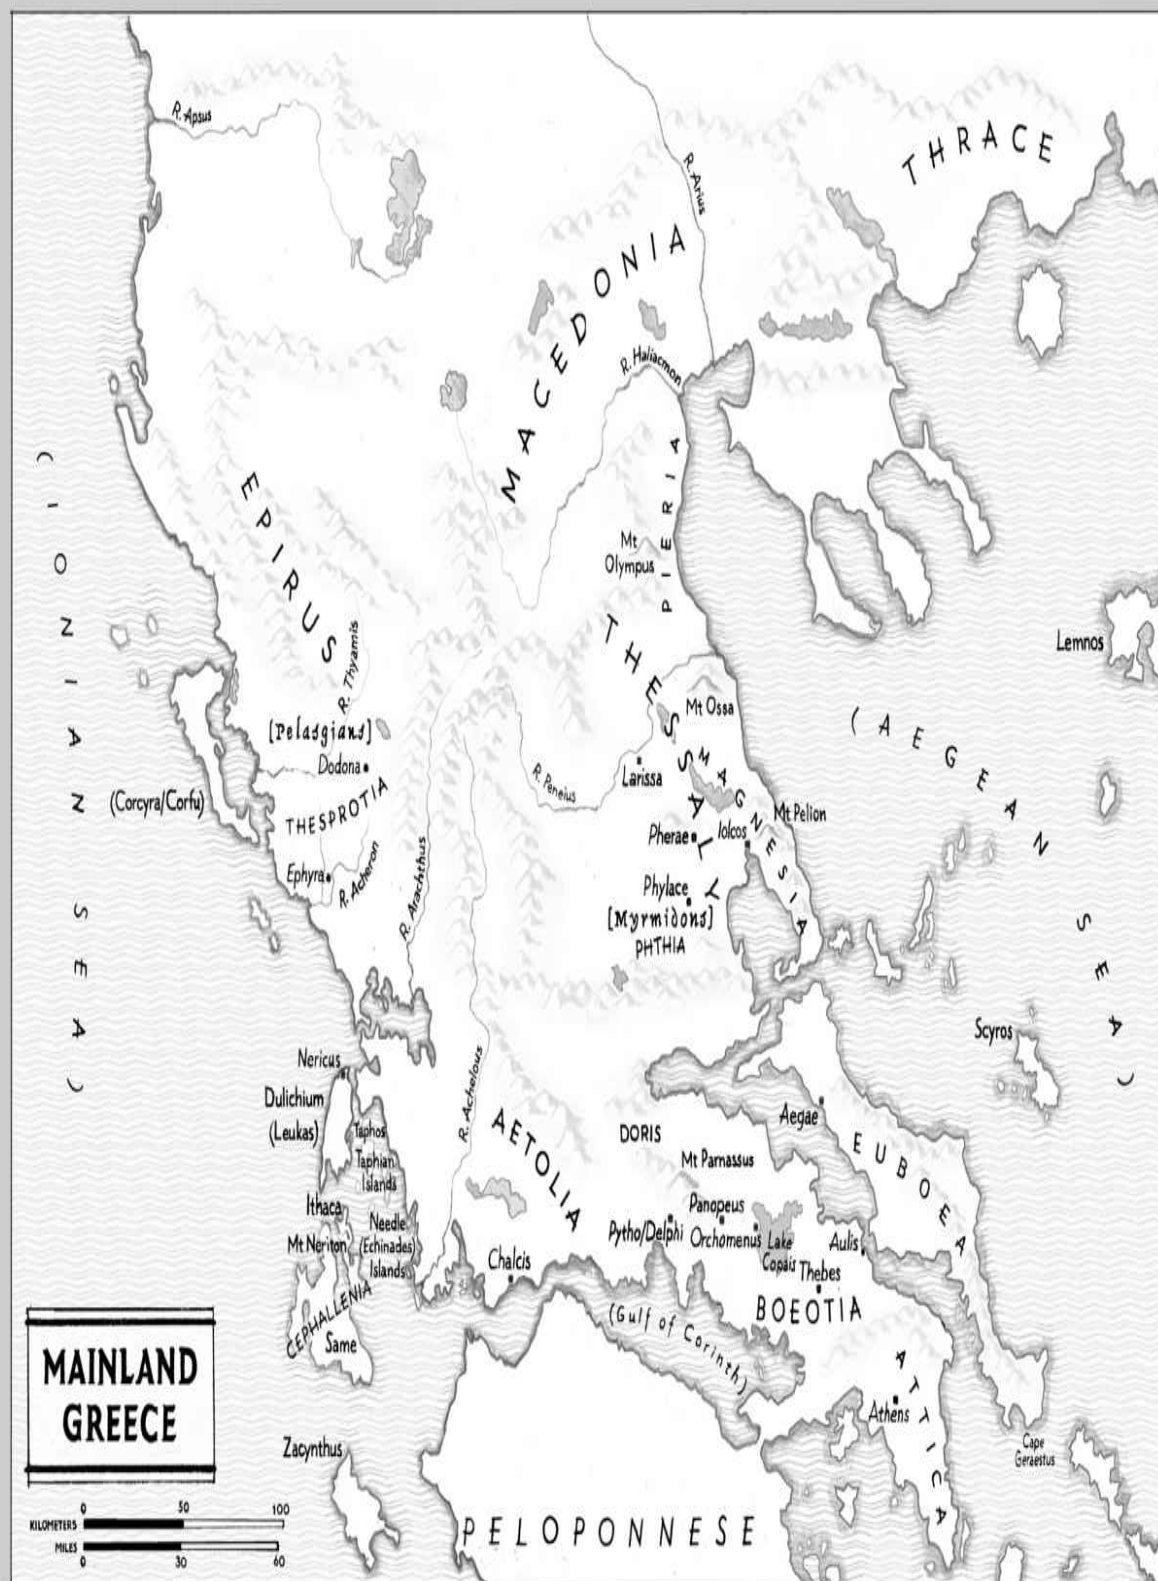 R. Apsus
THRACE
R. Arius
MACEDONIA
R. Haliacmon
PIERIA
(IONIAN SEA)
EPIRUS
Mt
Olympus
THESSALY
R. Thyamis
Lemnos
Mt Ossa
[Pelasgians]
(AEGEAN SEA)
Dodona
Larissa
R. Peneius
MAGNESIA
(Corcyra/Corfu)
THESPROTIA
Mt Pelion
Pherae
Iolcos
Ephyra
R. Acheron
R. Arachthus
Phylace
[Myrmidons]
PHTHIA
Scyros
Nericus
R. Achelous
Dulichium
(Leukas)
Taphos
Taphian
Islands
AETOLIA
DORIS
Aegae
EUBOEA
Mt Parnassus
Ithaca
Mt Neriton
Needle
(Echinades)
Islands
Panopeus
Pytho/Delphi
Orchomenus
Lake
Copais
Aulis
Chalcis
Thebes
BOEOTIA
CEPHALLENIA
Same
(Gulf of Corinth)
ATTICA
Athens
MAINLAND
GREECE
Zacynthus
Cape
Geraestus
PELOPONNESE
0 50 100
KILOMETERS
MILES
0 30 60